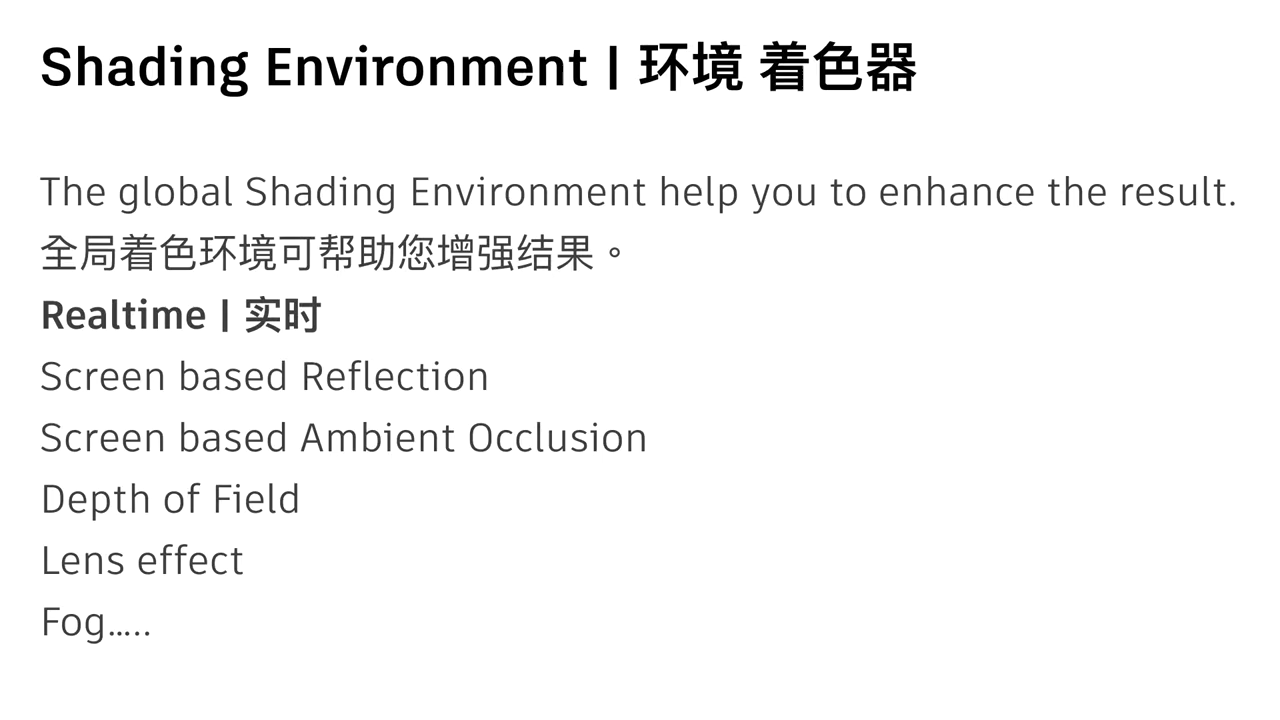 Shading Environment | 环境 着色器
The global Shading Environment help you to enhance the result.
全局着色环境可帮助您增强结果。
Realtime | 实时
Screen based Reflection
Screen based Ambient Occlusion
Depth of Field
Lens effect
Fog…..